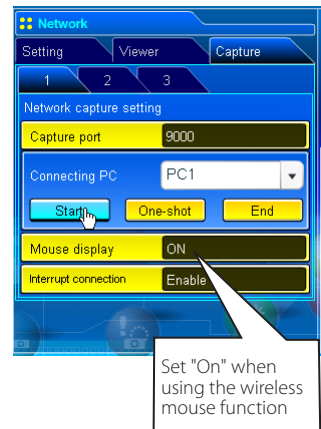 Network
Setting Viewer Capture
1 2 3
Network capture setting
Capture port 9000
Connecting PC PC1
Start One-shot End
Mouse display ON
Interrupt connection Enable
Set "On" when
using the wireless
mouse function